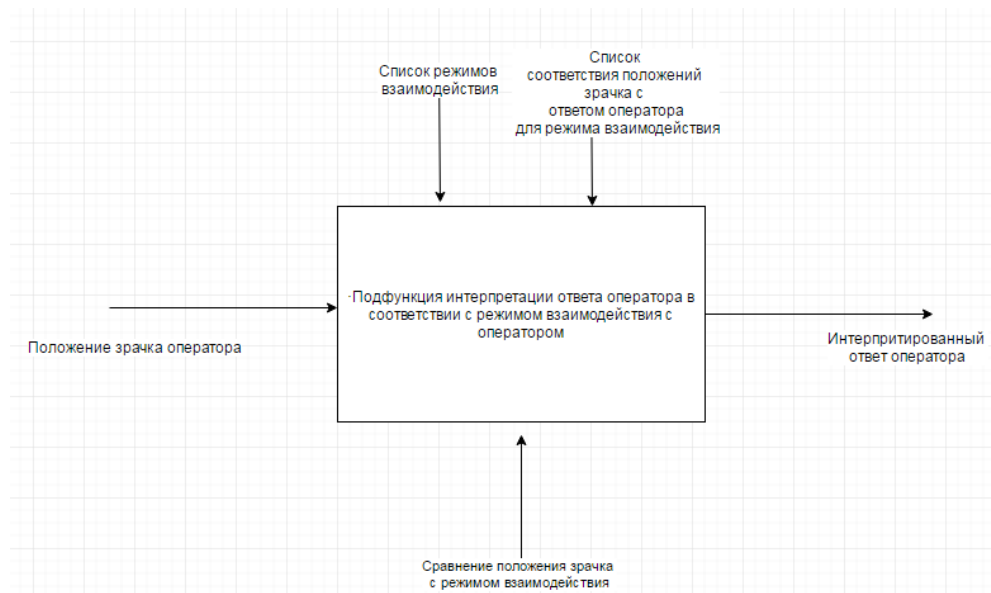 Список режимов
взаимодействия
Список
соответствия положений
зрачка с
ответом оператора
для режима взаимодействия
·Подфункция интерпретации ответа оператора в
соответствии с режимом взаимодействия с
оператором
Положение зрачка оператора
Интерпритированный
ответ оператора
Сравнение положения зрачка
с режимом взаимодействия